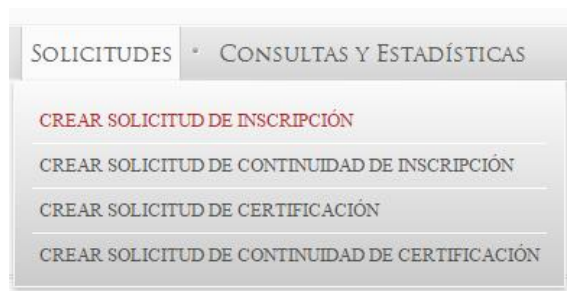 Solicitudes · Consultas y Estadísticas
CREAR SOLICITUD DE INSCRIPCIÓN
CREAR SOLICITUD DE CONTINUIDAD DE INSCRIPCIÓN
CREAR SOLICITUD DE CERTIFICACIÓN
CREAR SOLICITUD DE CONTINUIDAD DE CERTIFICACIÓN